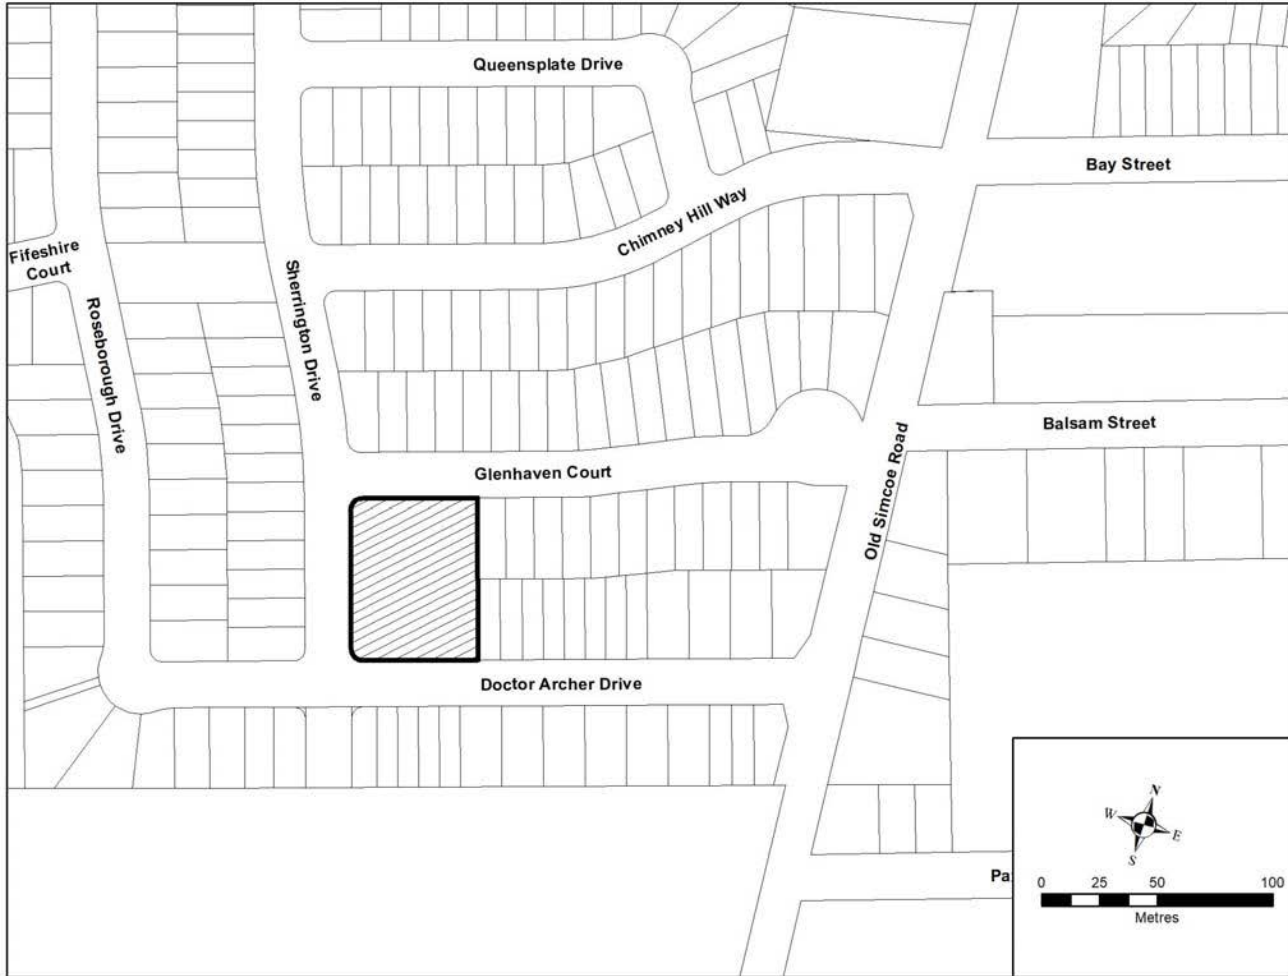 Queensplate Drive
Bay Street
Chimney Hill Way
Fifeshire
Court
Sherrington Drive
Roseborough Drive
Balsam Street
Glenhaven Court
Old Simcoe Road
Doctor Archer Drive
Pa
N
W
E
S
0 25 50 100
Metres